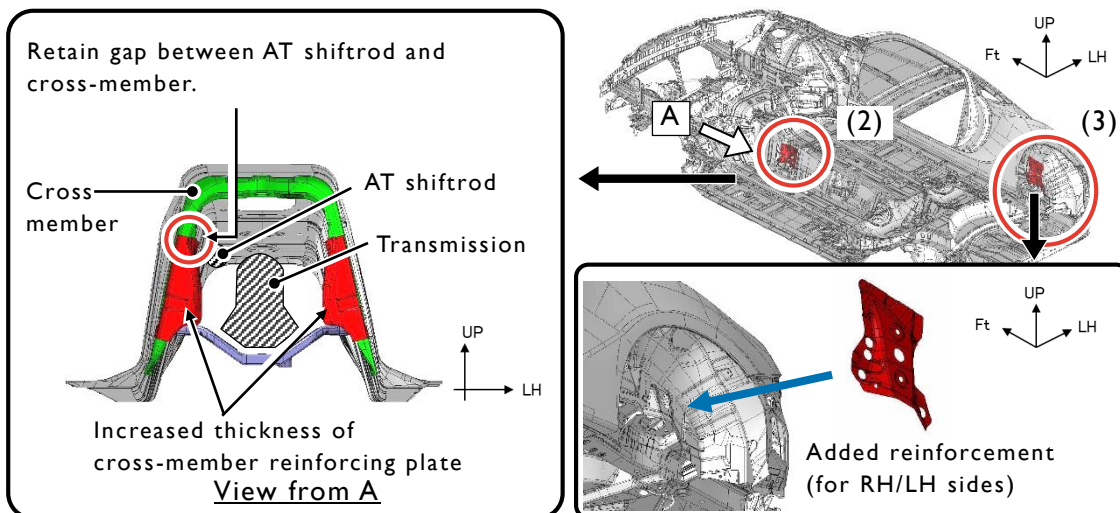 Retain gap between AT shiftrod and
cross-member.
Cross
member
AT shiftrod
Transmission
UP
LH
Increased thickness of
cross-member reinforcing plate
View from A
A
(2)
(3)
UP
Ft
LH
UP
Ft
LH
Added reinforcement
(for RH/LH sides)